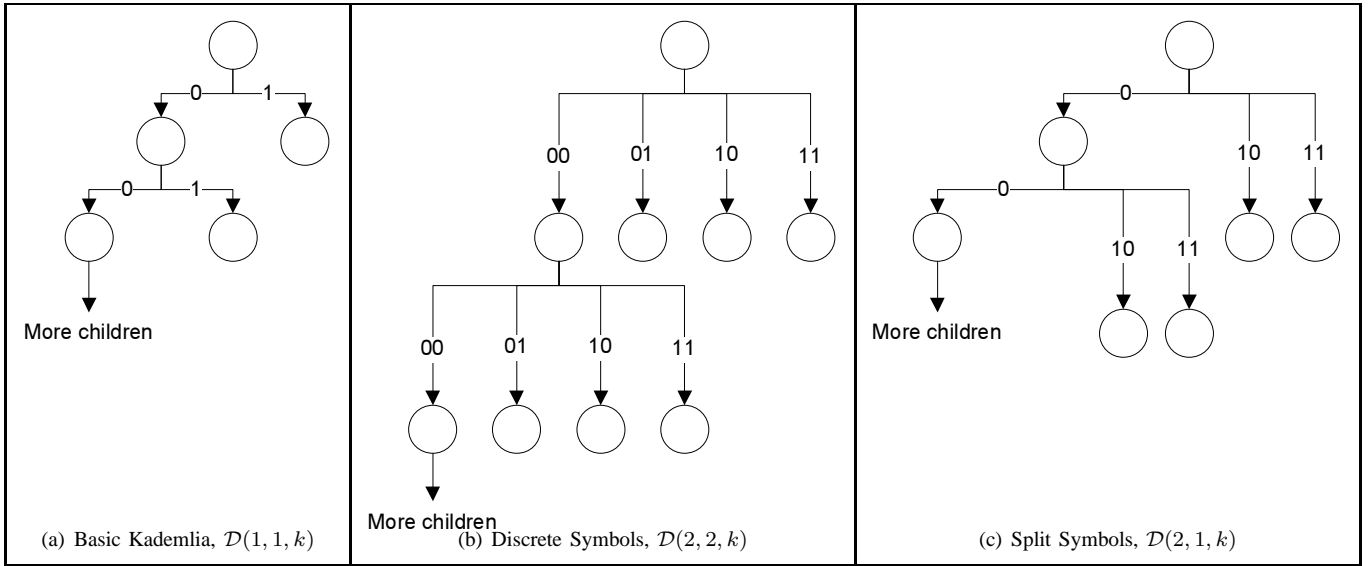 0 1
0 1
More children
(a) Basic Kademlia, D(1, 1, k)
00 01 10 11
00 01 10 11
More children
(b) Discrete Symbols, D(2, 2, k)
0
10 11
0
10 11
More children
(c) Split Symbols, D(2, 1, k)